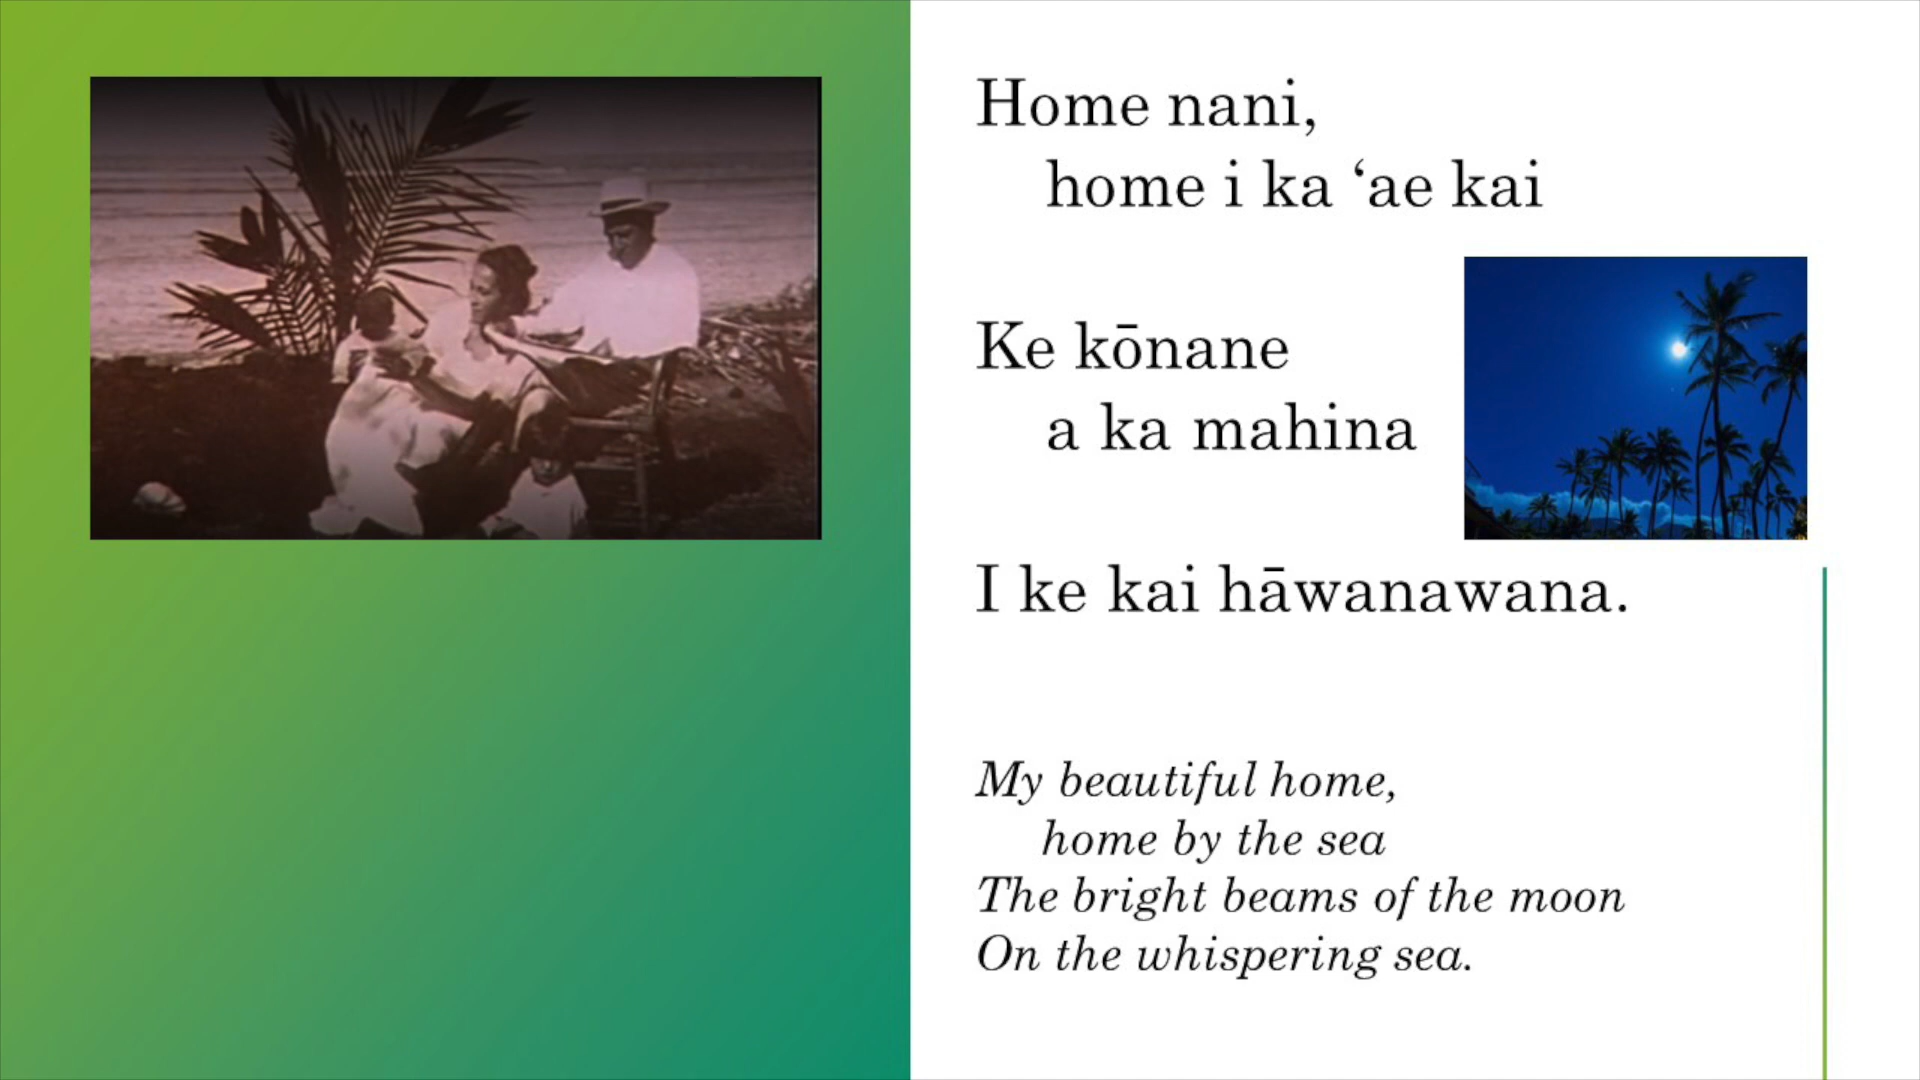 Home nani,
home i ka ‘ae kai
Ke kōnane
a ka mahina
I ke kai hāwanawana.
My beautiful home,
home by the sea
The bright beams of the moon
On the whispering sea.